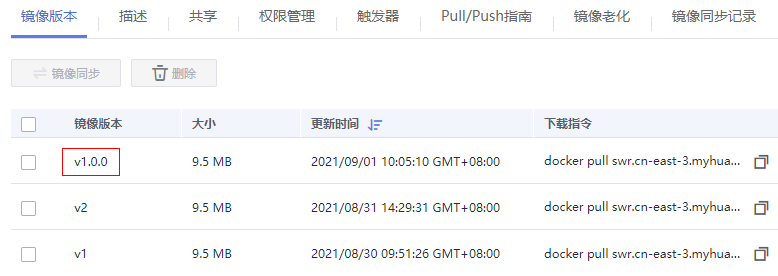 镜像版本 描述 共享 权限管理 触发器 Pull/Push指南 镜像老化 镜像同步记录
镜像同步 删除
镜像版本 大小 更新时间 下载指令
v1.0.0 9.5 MB 2021/09/01 10:05:10 GMT+08:00 docker pull swr.cn-east-3.myhua...
v2 9.5 MB 2021/08/31 14:29:31 GMT+08:00 docker pull swr.cn-east-3.myhua...
v1 9.5 MB 2021/08/30 09:51:26 GMT+08:00 docker pull swr.cn-east-3.myhua...